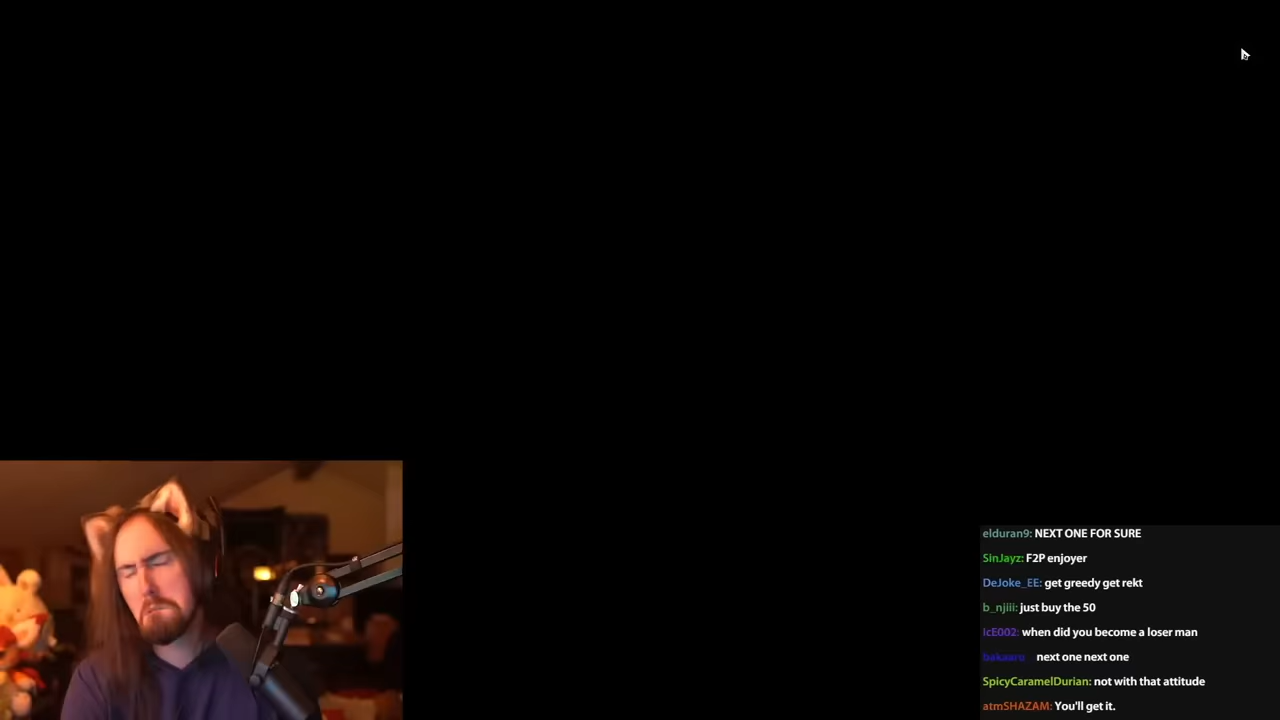 elduran9: NEXT ONE FOR SURE
SinJayz: F2P enjoyer
DeJoke_EE: get greedy get rekt
b_njiii: just buy the 50
IcE002: when did you become a loser man
next one next one
SpicyCaramelDurian: not with that attitude
atmSHAZAM: You'll get it.